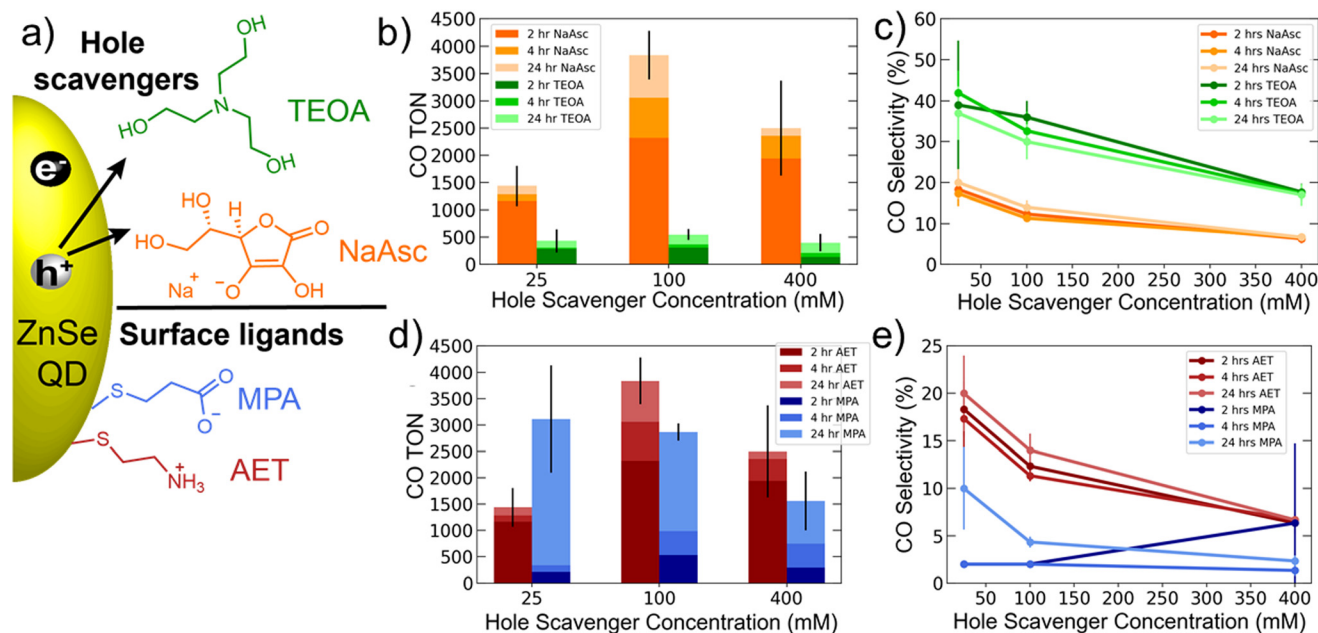 a)
Hole
scavengers
OH
HO
N
TEOA
OH
e-
h+
HO
H
O
O
HO
NaAsc
Na+
-O
OH
ZnSe
QD
Surface ligands
S
O
O-
MPA
S
+
NH3
AET
b)
4500
4000
3500
3000
2500
2000
1500
1000
500
0
CO TON
2 hr NaAsc
4 hr NaAsc
24 hr NaAsc
2 hr TEOA
4 hr TEOA
24 hr TEOA
25 100 400
Hole Scavenger Concentration (mM)
c)
60
50
40
30
20
10
0
CO Selectivity (%)
2 hrs NaAsc
4 hrs NaAsc
24 hrs NaAsc
2 hrs TEOA
4 hrs TEOA
24 hrs TEOA
50 100 150 200 250 300 350 400
Hole Scavenger Concentration (mM)
d)
4500
4000
3500
3000
2500
2000
1500
1000
500
0
CO TON
2 hr AET
4 hr AET
24 hr AET
2 hr MPA
4 hr MPA
24 hr MPA
25 100 400
Hole Scavenger Concentration (mM)
e)
25
20
15
10
5
0
CO Selectivity (%)
2 hrs AET
4 hrs AET
24 hrs AET
2 hrs MPA
4 hrs MPA
24 hrs MPA
50 100 150 200 250 300 350 400
Hole Scavenger Concentration (mM)